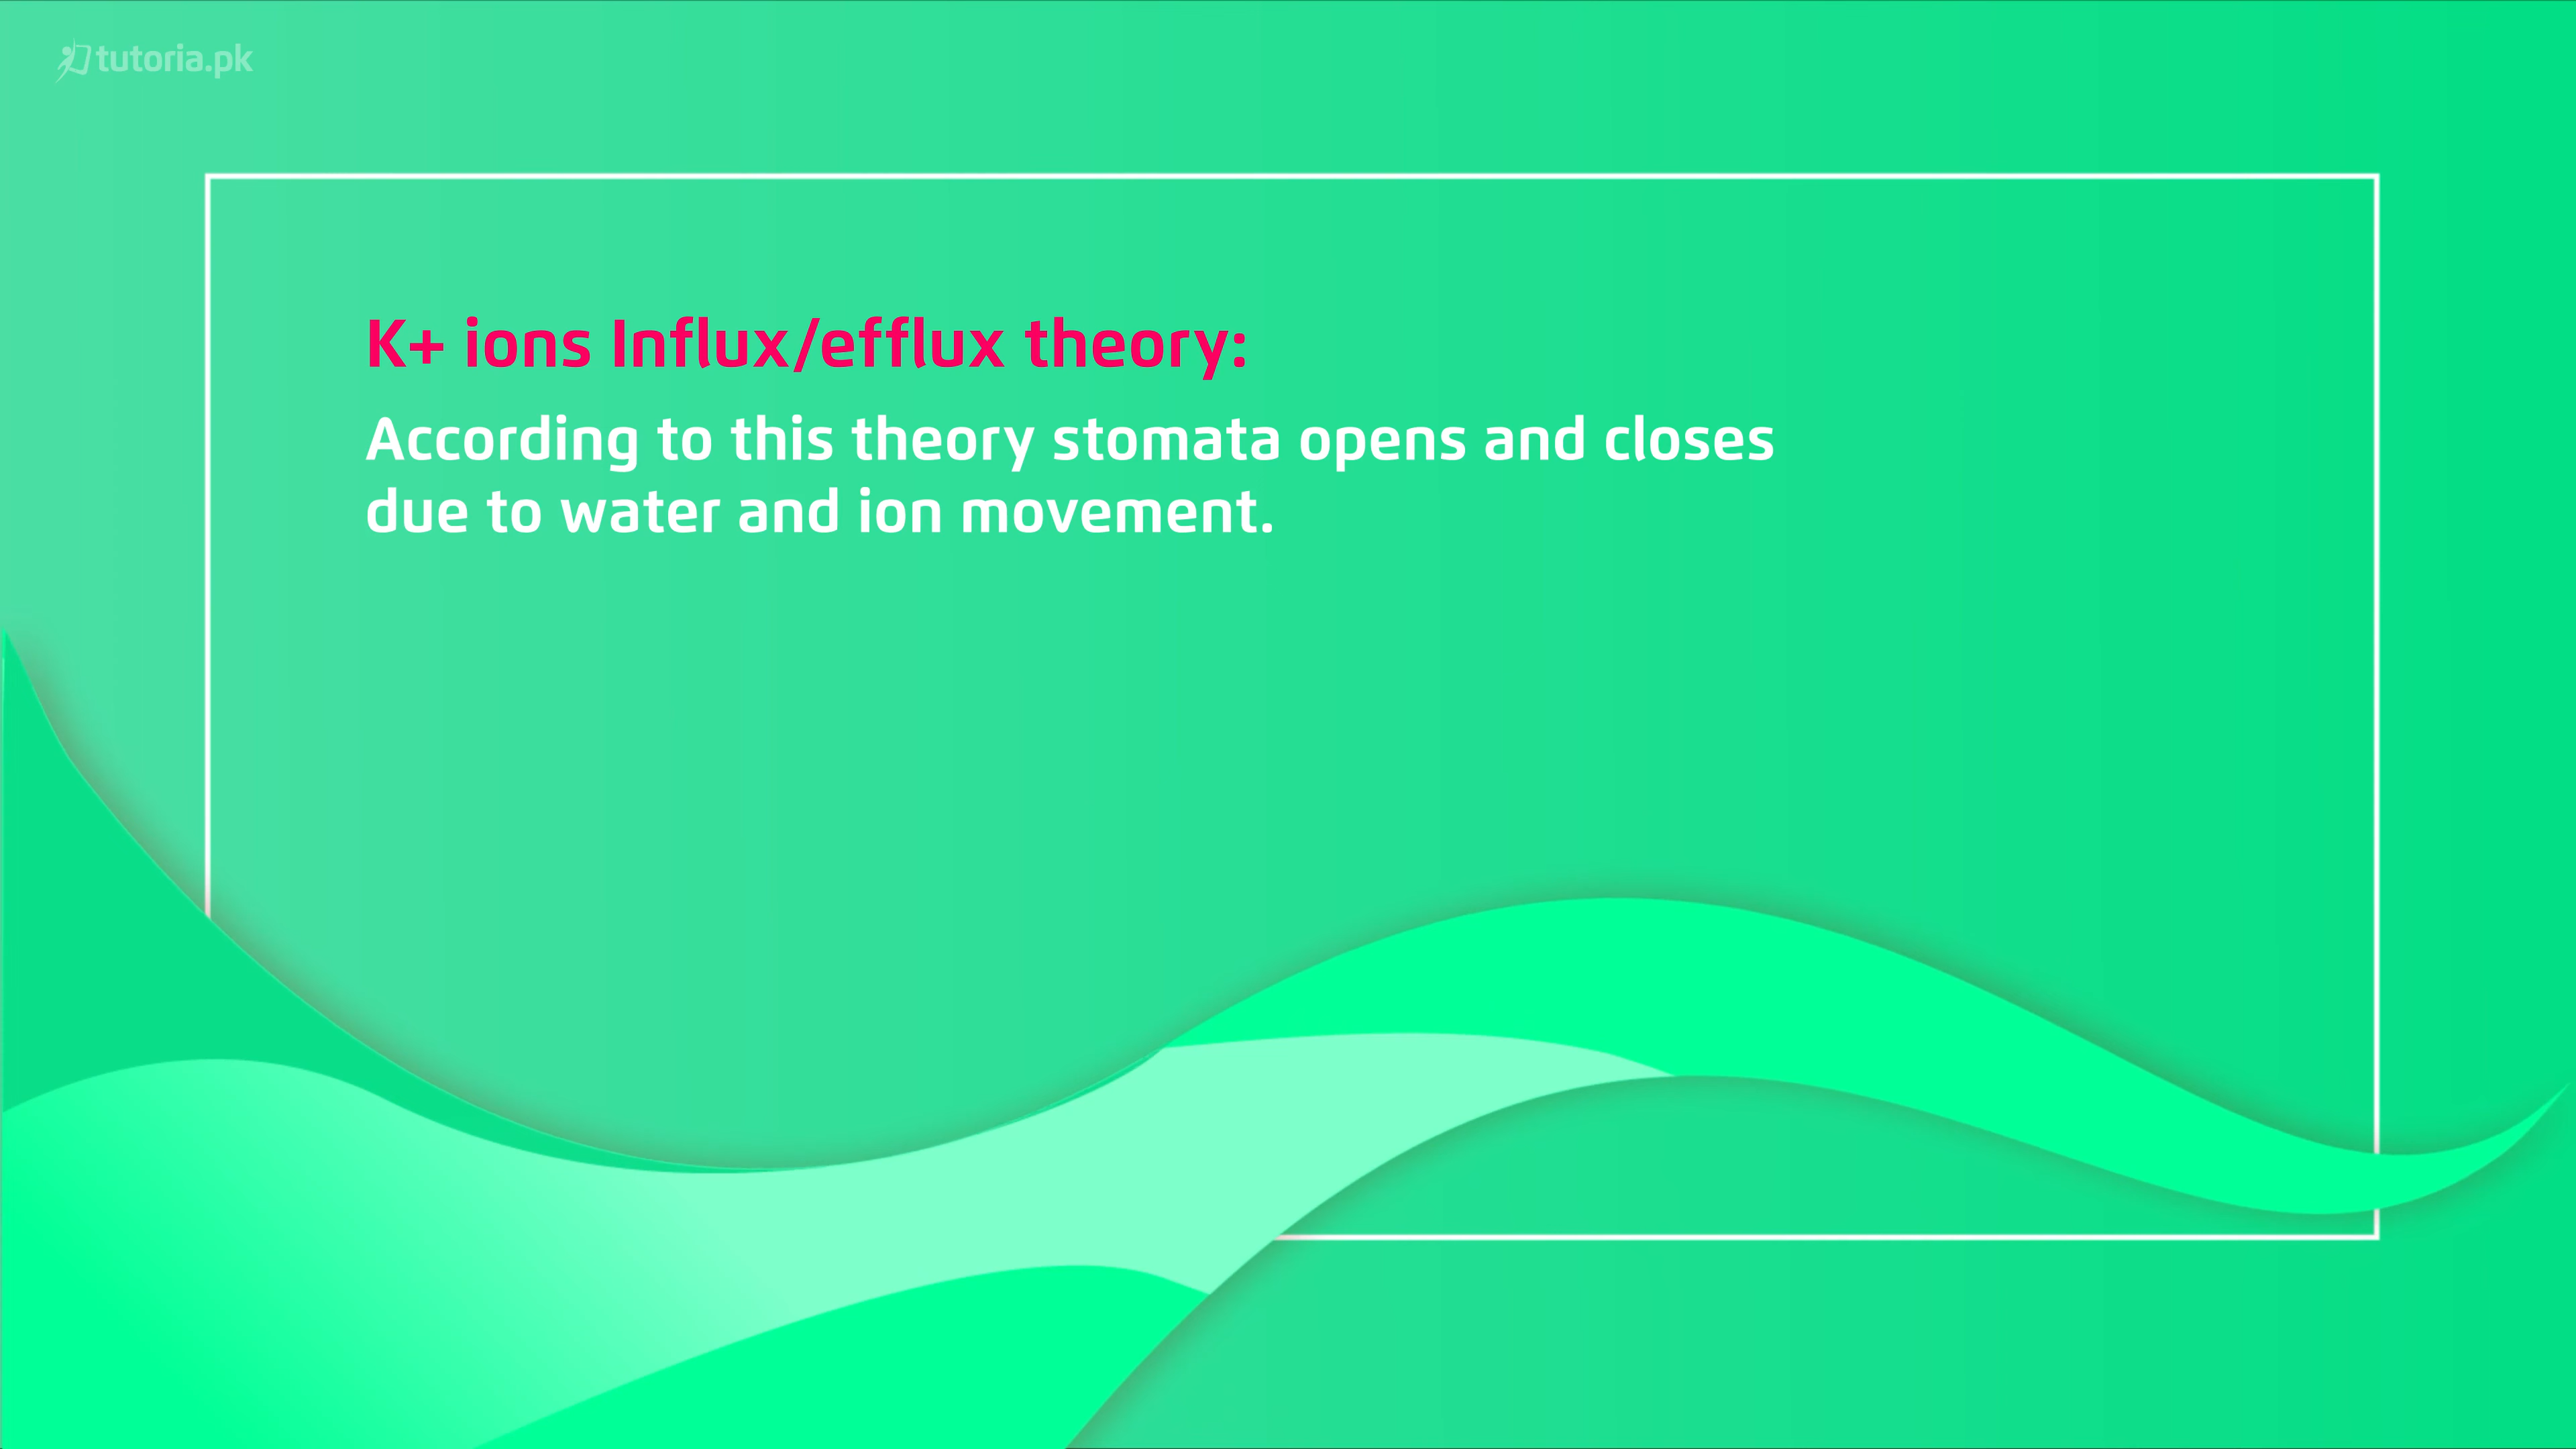 tutoria.pk
K+ ions Influx/efflux theory:
According to this theory stomata opens and closes
due to water and ion movement.